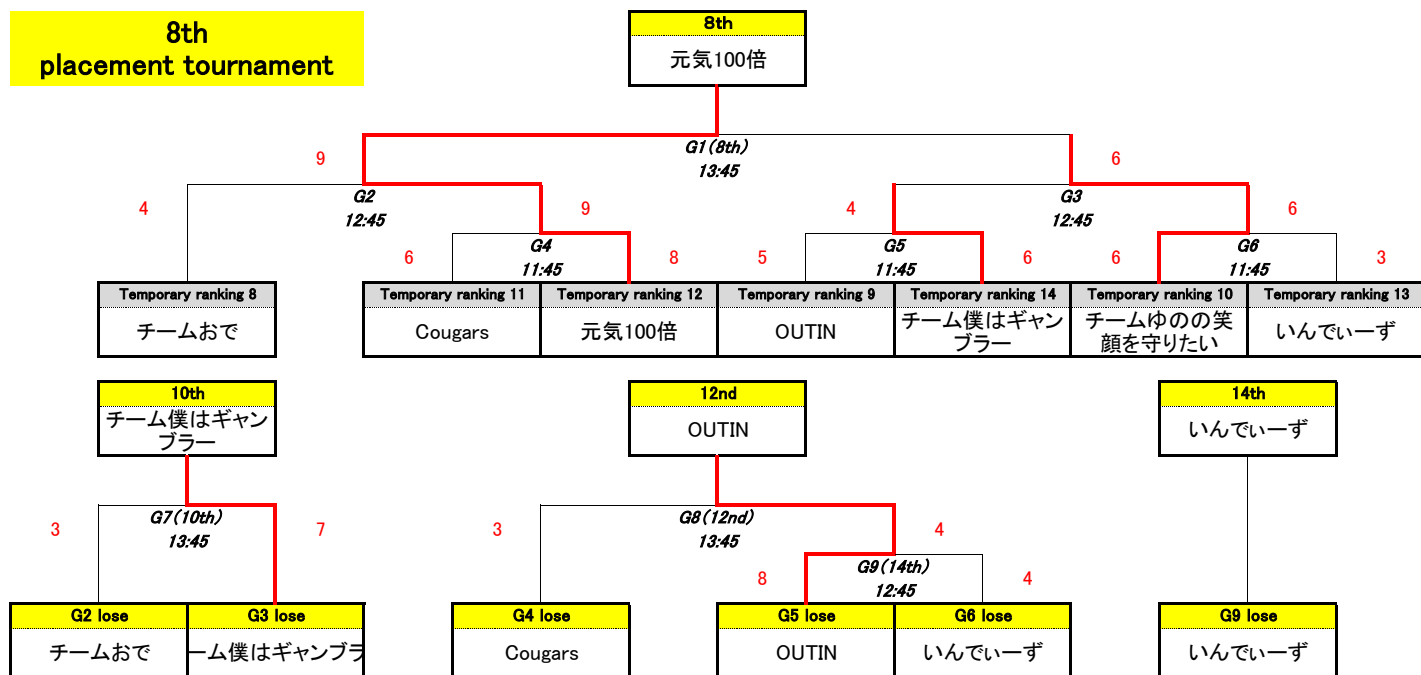 8th
placement tournament
8th
元気100倍
G1(8th)
13:45
9
6
G2
12:45
G3
12:45
4
9
4
6
G4
11:45
G5
11:45
G6
11:45
6
8
5
6
6
3
Temporary ranking 8
チームおで
Temporary ranking 11
Cougars
Temporary ranking 12
元気100倍
Temporary ranking 9
OUTIN
Temporary ranking 14
チーム僕はギャン
ブラー
Temporary ranking 10
チームゆのの笑
顔を守りたい
Temporary ranking 13
いんでぃーず
10th
チーム僕はギャン
ブラー
12nd
OUTIN
14th
いんでぃーず
G7(10th)
13:45
3
7
G8(12nd)
13:45
3
4
G9(14th)
12:45
8
4
G2 lose
チームおで
G3 lose
ーム僕はギャンブラ
G4 lose
Cougars
G5 lose
OUTIN
G6 lose
いんでぃーず
G9 lose
いんでぃーず